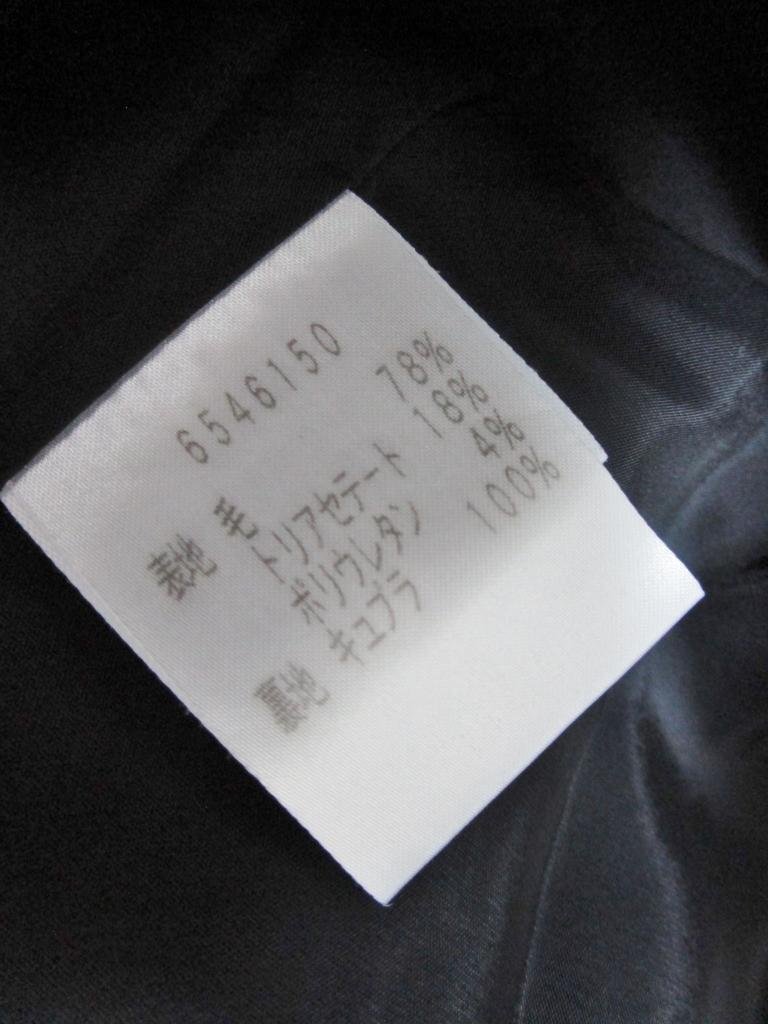 6546150
表地 毛 78%
トリアセテート 18%
ポリウレタン 4%
裏地 キュプラ 100%